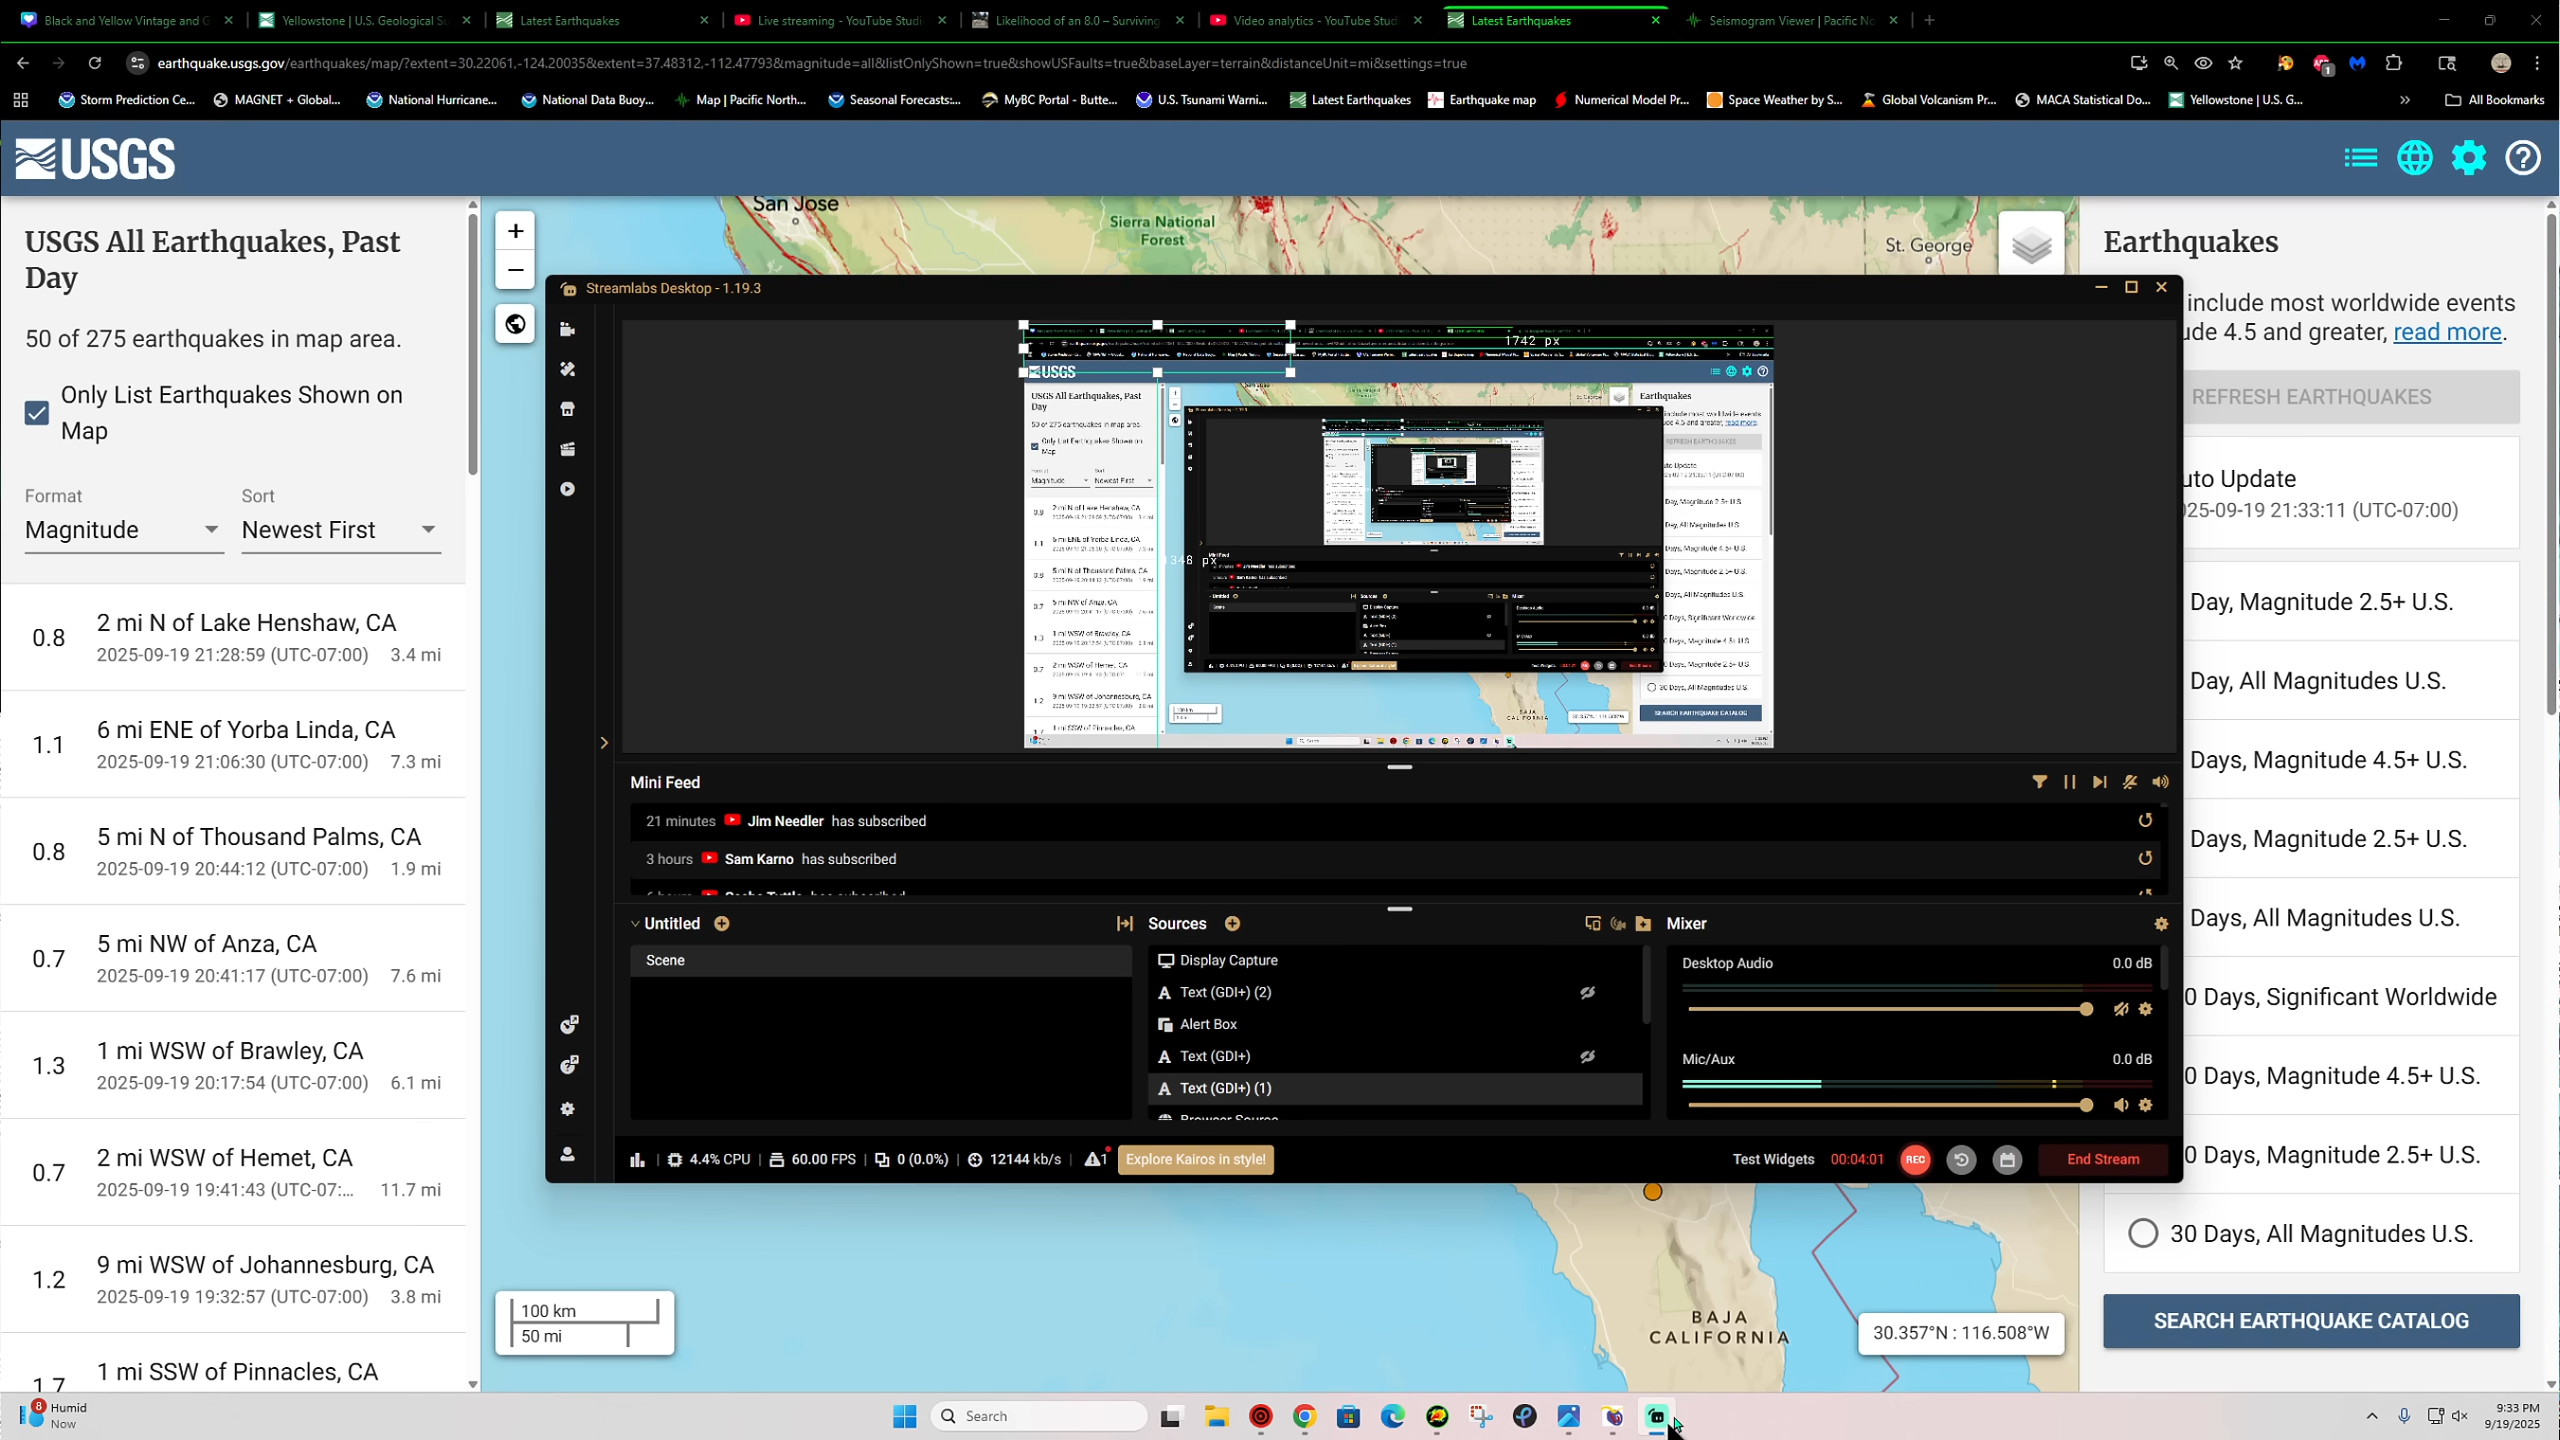 Black and Yellow Vintage and G
Yellowstone | U.S. Geological Su
Latest Earthquakes
Live streaming - YouTube Studi
Likelihood of an 8.0 – Surviving
Video analytics - YouTube Studi
Latest Earthquakes
Seismogram Viewer | Pacific No
earthquake.usgs.gov/earthquakes/map/?extent=30.22061,-124.20035&extent=37.48312,-112.47793&magnitude=all&listOnlyShown=true&showUSFaults=true&baseLayer=terrain&distanceUnit=mi&settings=true
Storm Prediction Ce...
MAGNET + Global...
National Hurricane...
National Data Buoy...
Map | Pacific North...
Seasonal Forecasts:...
MyBC Portal - Butte...
U.S. Tsunami Warni...
Latest Earthquakes
Earthquake map
Numerical Model Pr...
Space Weather by S...
Global Volcanism Pr...
MACA Statistical Do...
Yellowstone | U.S. G...
All Bookmarks
USGS
USGS All Earthquakes, Past
Day
50 of 275 earthquakes in map area.
Only List Earthquakes Shown on
Map
Format
Sort
Magnitude
Newest First
0.8
2 mi N of Lake Henshaw, CA
2025-09-19 21:28:59 (UTC-07:00) 3.4 mi
1.1
6 mi ENE of Yorba Linda, CA
2025-09-19 21:06:30 (UTC-07:00) 7.3 mi
0.8
5 mi N of Thousand Palms, CA
2025-09-19 20:44:12 (UTC-07:00) 1.9 mi
0.7
5 mi NW of Anza, CA
2025-09-19 20:41:17 (UTC-07:00) 7.6 mi
1.3
1 mi WSW of Brawley, CA
2025-09-19 20:17:54 (UTC-07:00) 6.1 mi
0.7
2 mi WSW of Hemet, CA
2025-09-19 19:41:43 (UTC-07:... 11.7 mi
1.2
9 mi WSW of Johannesburg, CA
2025-09-19 19:32:57 (UTC-07:00) 3.8 mi
1.7
1 mi SSW of Pinnacles, CA
San Jose
Sierra National
Forest
St. George
Streamlabs Desktop - 1.19.3
1742 px
1348 px
Mini Feed
21 minutes Jim Needler has subscribed
3 hours Sam Karno has subscribed
Untitled
Scene
Sources
Display Capture
Text (GDI+) (2)
Alert Box
Text (GDI+)
Text (GDI+) (1)
Browser Source
Mixer
Desktop Audio 0.0 dB
Mic/Aux 0.0 dB
4.4% CPU
60.00 FPS
0 (0.0%)
12144 kb/s
1
Explore Kairos in style!
Test Widgets
00:04:01
REC
End Stream
100 km
50 mi
BAJA
CALIFORNIA
30.357°N : 116.508°W
Earthquakes
include most worldwide events
ude 4.5 and greater, read more.
REFRESH EARTHQUAKES
uto Update
025-09-19 21:33:11 (UTC-07:00)
Day, Magnitude 2.5+ U.S.
Day, All Magnitudes U.S.
Days, Magnitude 4.5+ U.S.
Days, Magnitude 2.5+ U.S.
Days, All Magnitudes U.S.
0 Days, Significant Worldwide
0 Days, Magnitude 4.5+ U.S.
0 Days, Magnitude 2.5+ U.S.
30 Days, All Magnitudes U.S.
SEARCH EARTHQUAKE CATALOG
8
Humid
Now
Search
9:33 PM
9/19/2025